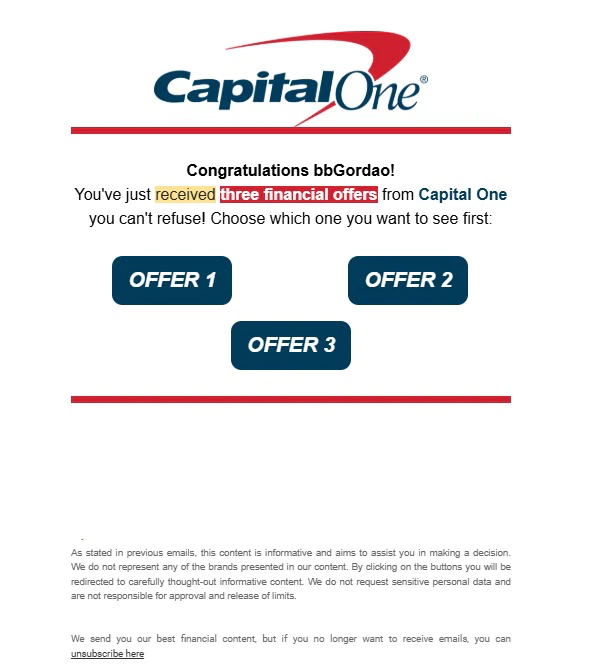 CapitalOne®
Congratulations bbGordao!
You've just received three financial offers from Capital One
you can't refuse! Choose which one you want to see first:
OFFER 1
OFFER 2
OFFER 3
.
As stated in previous emails, this content is informative and aims to assist you in making a decision.
We do not represent any of the brands presented in our content. By clicking on the buttons you will be
redirected to carefully thought-out informative content. We do not request sensitive personal data and
are not responsible for approval and release of limits.
We send you our best financial content, but if you no longer want to receive emails, you can
unsubscribe here